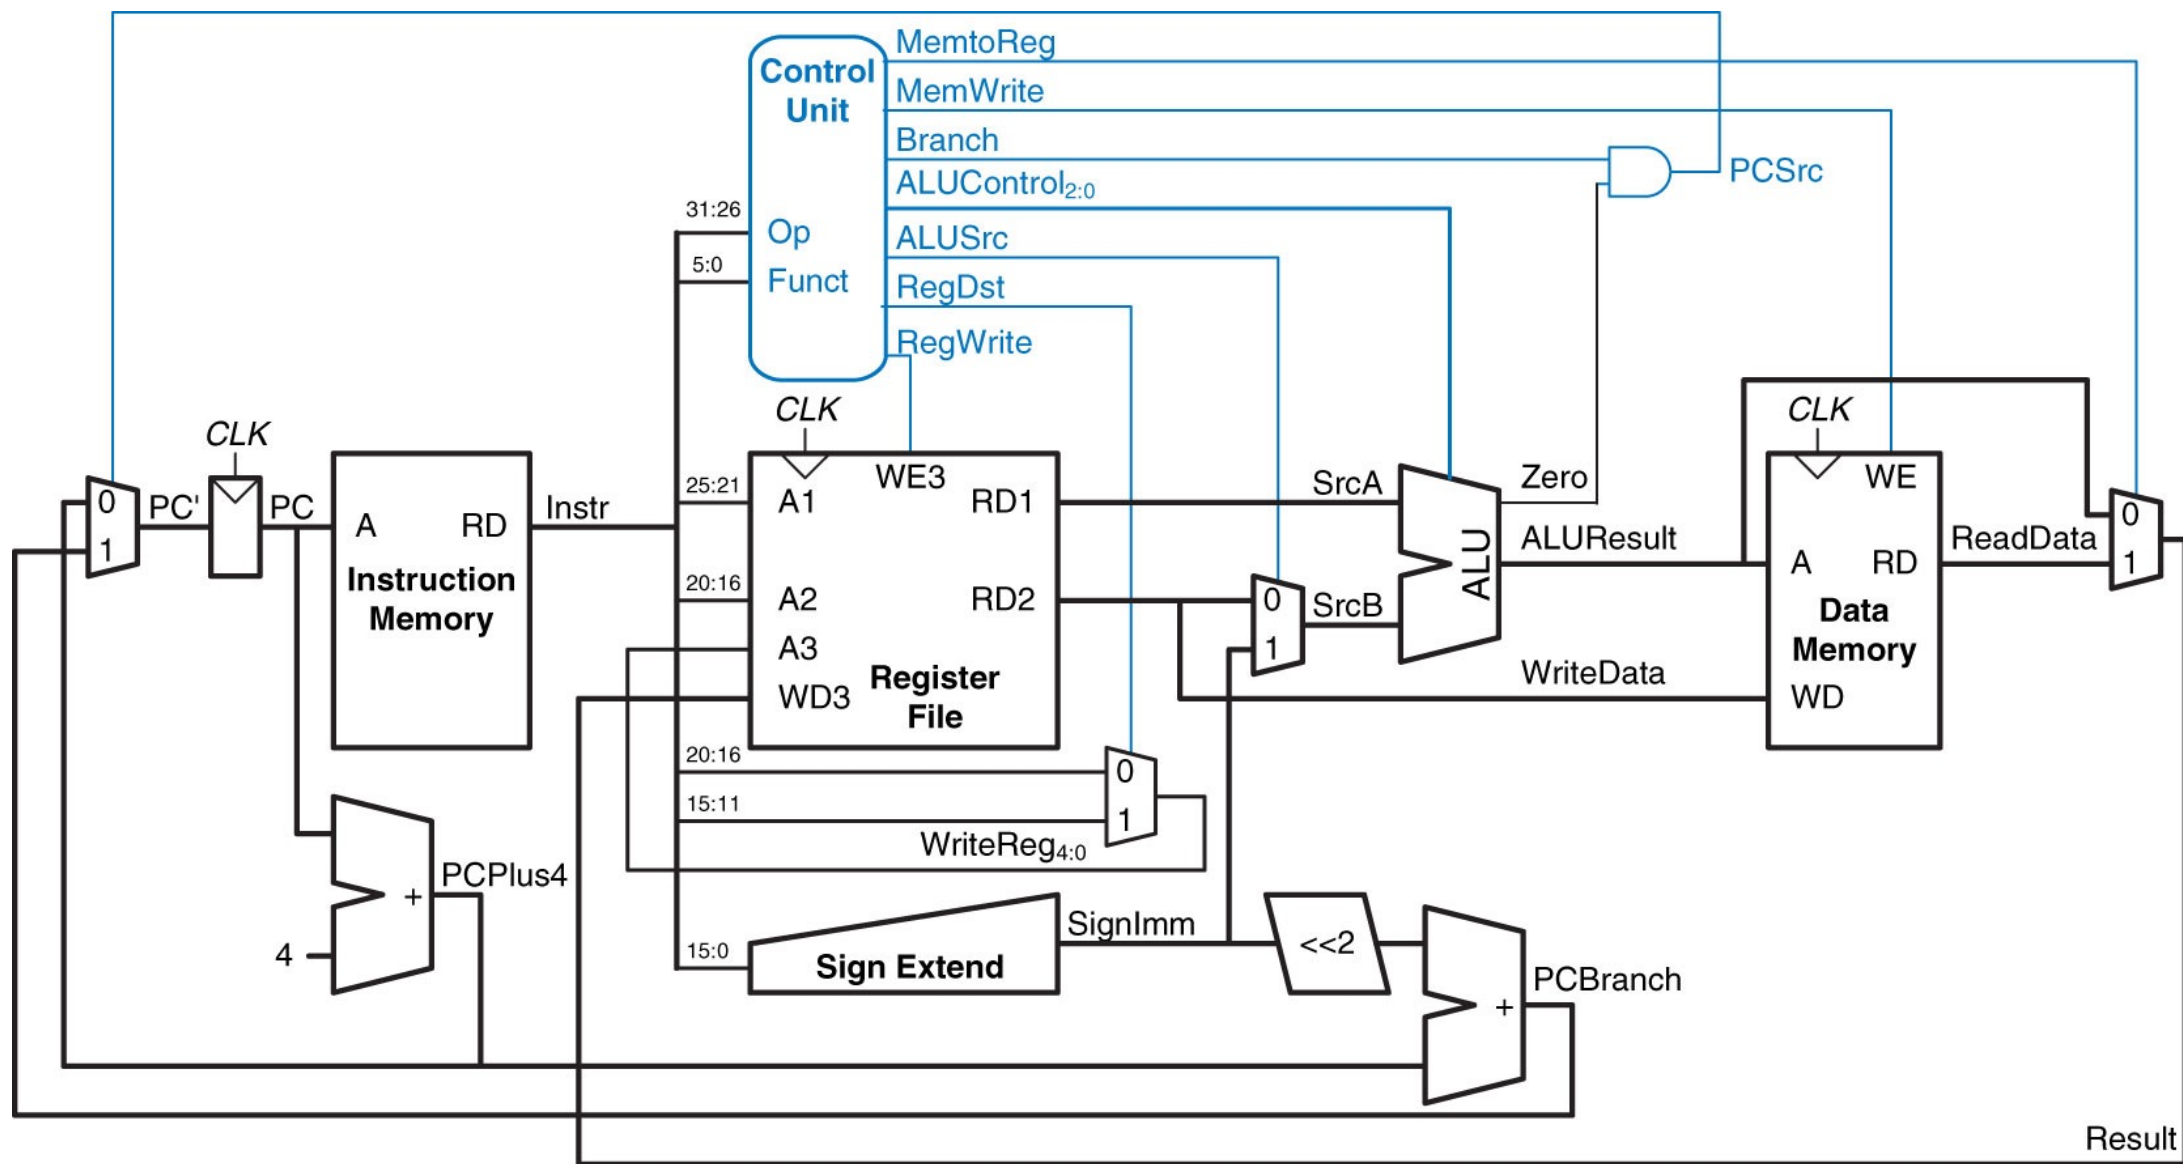 MemtoReg
Control Unit
MemWrite
Branch
PCSrc
ALUControl2:0
31:26
Op
ALUSrc
5:0
Funct
RegDst
RegWrite
CLK
CLK
CLK
0
1
PC'
PC
A
RD
Instruction Memory
Instr
25:21
A1
WE3
RD1
20:16
A2
RD2
A3
WD3
Register File
SrcA
0
1
SrcB
ALU
Zero
ALUResult
WriteData
A
WE
RD
Data Memory
WD
ReadData
0
1
20:16
0
15:11
1
WriteReg4:0
PCPlus4
+
4
15:0
Sign Extend
SignImm
<<2
+
PCBranch
Result